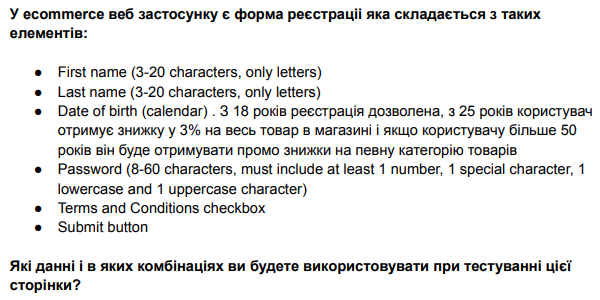 У ecommerce веб застосунку є форма реєстраціі яка складається з таких
елементів:
● First name (3-20 characters, only letters)
● Last name (3-20 characters, only letters)
● Date of birth (calendar) . З 18 років реєстрація дозволена, з 25 років користувач
отримує знижку у 3% на весь товар в магазині і якщо користувачу більше 50
років він буде отримувати промо знижки на певну категорію товарів
● Password (8-60 characters, must include at least 1 number, 1 special character, 1
lowercase and 1 uppercase character)
● Terms and Conditions checkbox
● Submit button
Які данні і в яких комбінаціях ви будете використовувати при тестуванні цієї
сторінки?